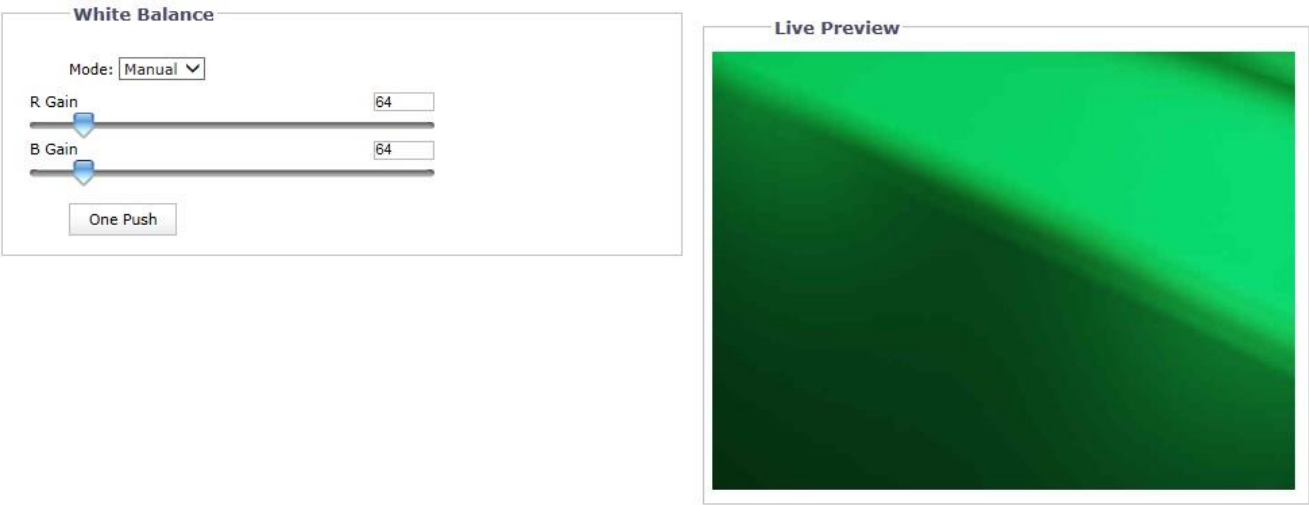 White Balance
Mode: Manual
R Gain 64
B Gain 64
One Push
Live Preview